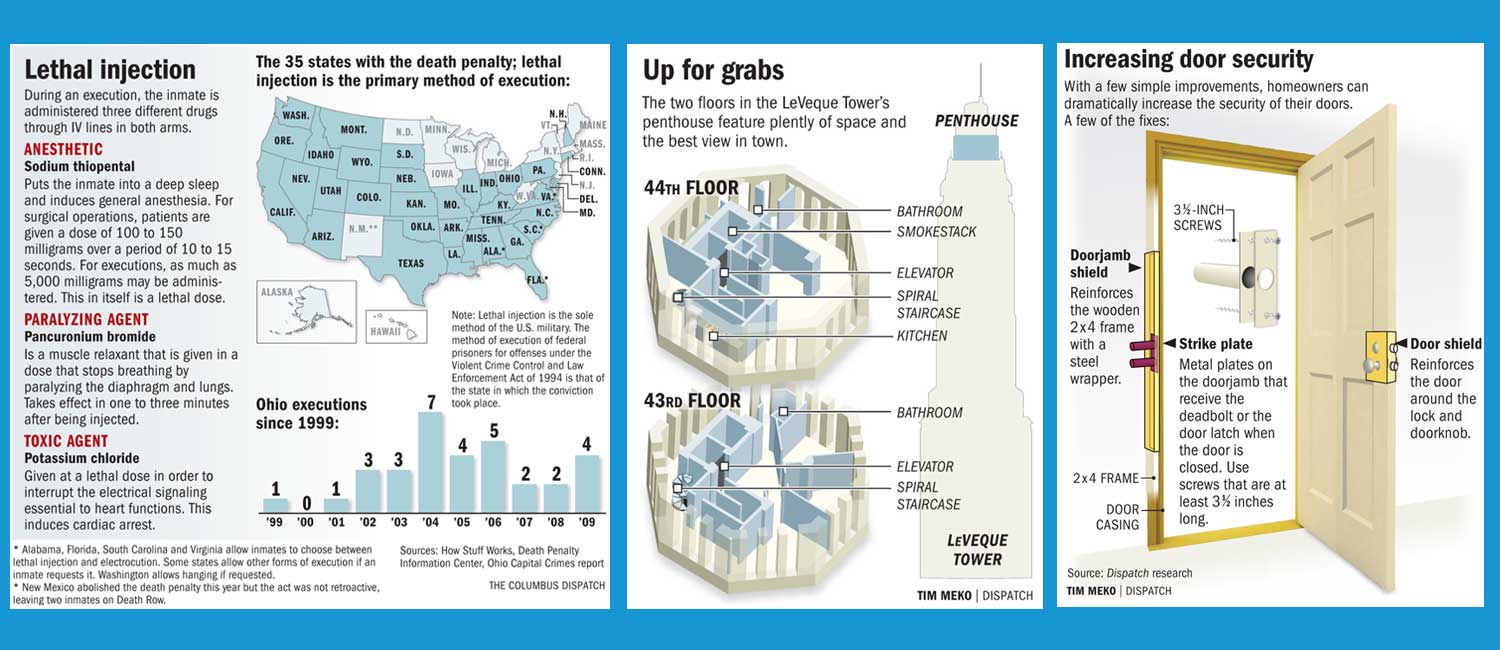 Lethal injection
During an execution, the inmate is
administered three different drugs
through IV lines in both arms.
ANESTHETIC
Sodium thiopental
Puts the inmate into a deep sleep
and induces general anesthesia. For
surgical operations, patients are
given a dose of 100 to 150
milligrams over a period of 10 to 15
seconds. For executions, as much as
5,000 milligrams may be adminis-
tered. This in itself is a lethal dose.
PARALYZING AGENT
Pancuronium bromide
Is a muscle relaxant that is given in a
dose that stops breathing by
paralyzing the diaphragm and lungs.
Takes effect in one to three minutes
after being injected.
TOXIC AGENT
Potassium chloride
Given at a lethal dose in order to
interrupt the electrical signaling
essential to heart functions. This
induces cardiac arrest.
The 35 states with the death penalty; lethal
injection is the primary method of execution:
WASH.
ORE.
IDAHO
MONT.
WYO.
NEV.
UTAH
COLO.
CALIF.
ARIZ.
N.M.**
N.D.
S.D.
NEB.
KAN.
OKLA.
TEXAS
MINN.
IOWA
MO.
ARK.
LA.
WIS.
ILL.
MICH.
IND.
OHIO
KY.
TENN.
MISS.
ALA.*
GA.
FLA.*
S.C.*
N.C.
VA.*
W.V.
PA.
N.Y.
VT.
N.H.
MAINE
MASS.
R.I.
CONN.
N.J.
DEL.
MD.
ALASKA
HAWAII
Note: Lethal injection is the sole
method of the U.S. military. The
method of execution of federal
prisoners for offenses under the
Violent Crime Control and Law
Enforcement Act of 1994 is that of
the state in which the conviction
took place.
Ohio executions
since 1999:
1 0 1 3 3 7 4 5 2 2 4
'99 '00 '01 '02 '03 '04 '05 '06 '07 '08 '09
* Alabama, Florida, South Carolina and Virginia allow inmates to choose between
lethal injection and electrocution. Some states allow other forms of execution if an
inmate requests it. Washington allows hanging if requested.
* New Mexico abolished the death penalty this year but the act was not retroactive,
leaving two inmates on Death Row.
Sources: How Stuff Works, Death Penalty
Information Center, Ohio Capital Crimes report
THE COLUMBUS DISPATCH
Up for grabs
The two floors in the LeVeque Tower's
penthouse feature plently of space and
the best view in town.
PENTHOUSE
44TH FLOOR
BATHROOM
SMOKESTACK
ELEVATOR
SPIRAL
STAIRCASE
KITCHEN
43RD FLOOR
BATHROOM
ELEVATOR
SPIRAL
STAIRCASE
LEVEQUE
TOWER
TIM MEKO | DISPATCH
Increasing door security
With a few simple improvements, homeowners can
dramatically increase the security of their doors.
A few of the fixes:
3½-INCH
SCREWS
Doorjamb
shield
Reinforces
the wooden
2x4 frame
with a
steel
wrapper.
Strike plate
Metal plates on
the doorjamb that
receive the
deadbolt or the
door latch when
the door is
closed. Use
screws that are at
least 3½ inches
long.
Door shield
Reinforces
the door
around the
lock and
doorknob.
2x4 FRAME
DOOR
CASING
Source: Dispatch research
TIM MEKO | DISPATCH